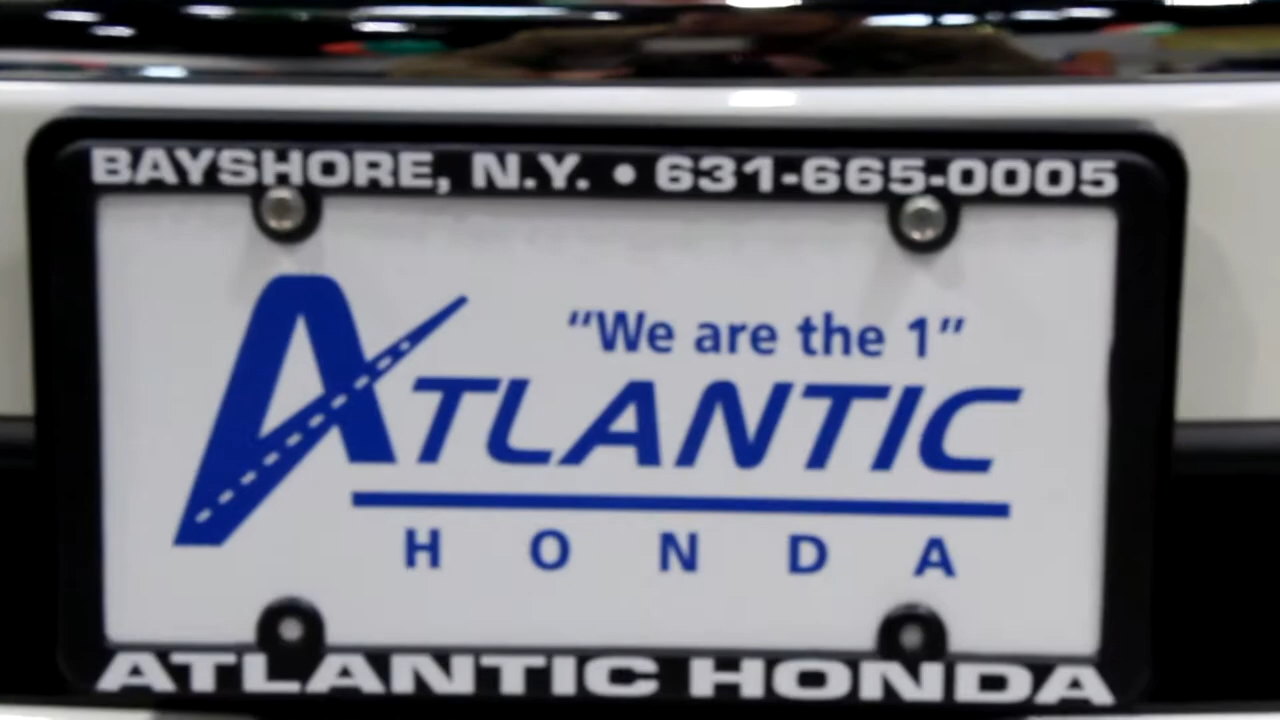 BAYSHORE, N.Y. • 631-665-0005
“We are the 1”
ATLANTIC
HONDA
ATLANTIC HONDA